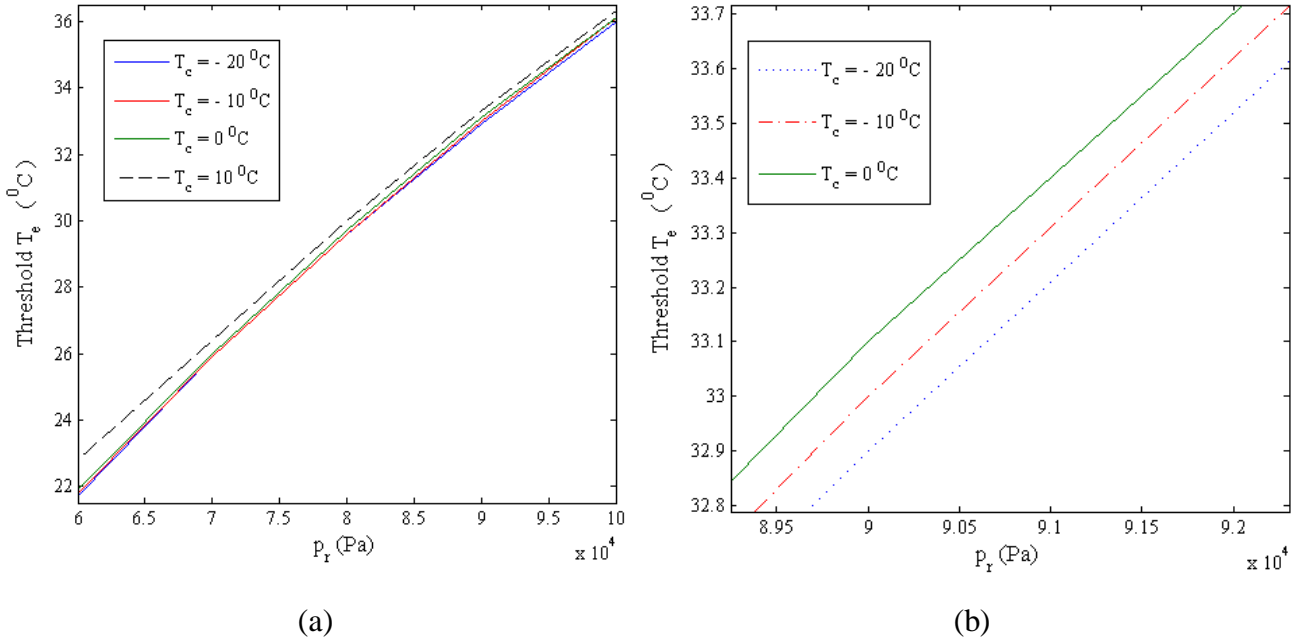 36
34
32
30
28
26
24
22
Threshold T_e ( ^0C )
T_c = - 20 ^0C
T_c = - 10 ^0C
T_c = 0 ^0C
T_c = 10 ^0C
6 6.5 7 7.5 8 8.5 9 9.5 10
p_r (Pa)
x 10^4
(a)
33.7
33.6
33.5
33.4
33.3
33.2
33.1
33
32.9
32.8
Threshold T_e ( ^0C )
T_c = - 20 ^0C
T_c = - 10 ^0C
T_c = 0 ^0C
8.95 9 9.05 9.1 9.15 9.2
p_r (Pa)
x 10^4
(b)